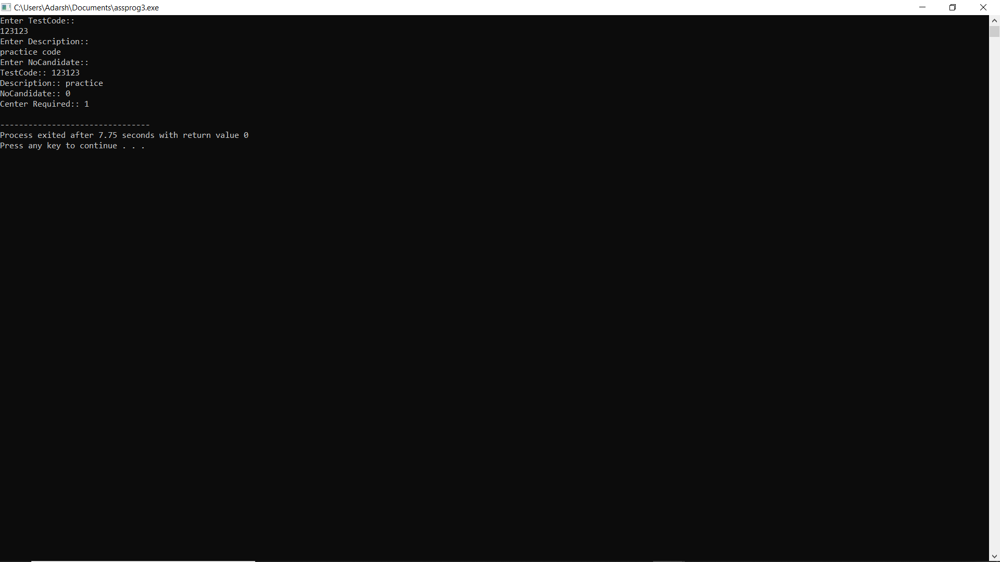 C:\Users\Adarsh\Documents\assprog3.exe
Enter TestCode::
123123
Enter Description::
practice code
Enter NoCandidate::
TestCode:: 123123
Description:: practice
NoCandidate:: 0
Center Required:: 1

--------------------------------
Process exited after 7.75 seconds with return value 0
Press any key to continue . . .